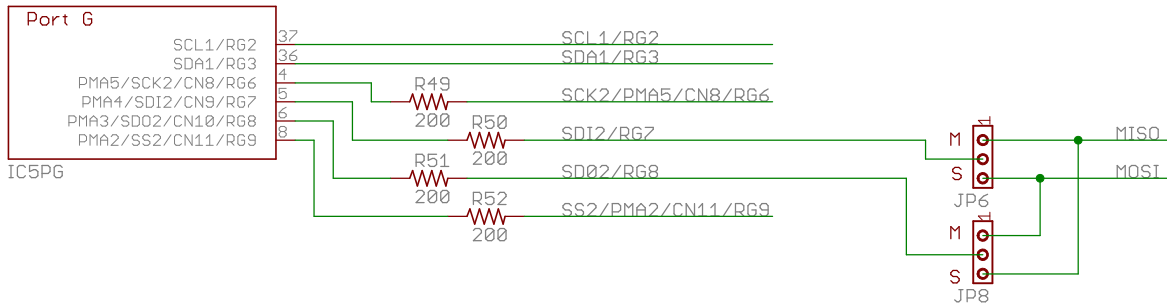 Port G
SCL1/RG2
37
SCL1/RG2
SDA1/RG3
36
SDA1/RG3
PMA5/SCK2/CN8/RG6
4
R49
200
SCK2/PMA5/CN8/RG6
PMA4/SDI2/CN9/RG7
5
R50
200
SDI2/RG7
PMA3/SDO2/CN10/RG8
6
R51
200
SD02/RG8
PMA2/SS2/CN11/RG9
8
R52
200
SS2/PMA2/CN11/RG9
IC5PG
1
M
S
JP6
MISO
MOSI
1
M
S
JP8